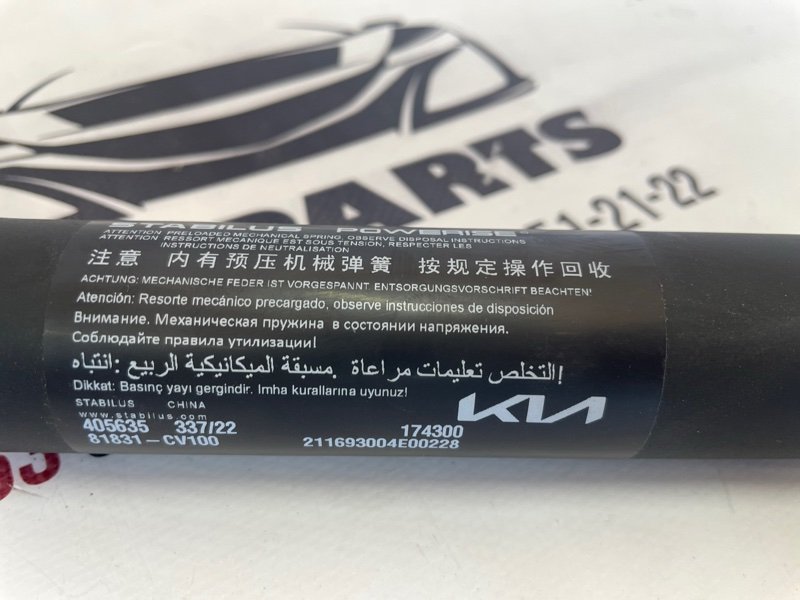 PARTS
51-21-22
STABILUS POWERISE®
ATTENTION PRELOADED MECHANICAL SPRING, OBSERVE DISPOSAL INSTRUCTIONS
ATTENTION RESSORT MECANIQUE EST SOUS TENSION, RESPECTER LES
INSTRUCTIONS DE NEUTRALISATION
注意 内有预压机械弹簧 按规定操作回收
ACHTUNG: MECHANISCHE FEDER IST VORGESPANNT ENTSORGUNGSVORSCHRIFT BEACHTEN!
Atención: Resorte mecánico precargado, observe instrucciones de disposición
Внимание. Механическая пружина в состоянии напряжения.
Соблюдайте правила утилизации!
التخلص تعليمات مراعاة .مسبقة الميكانيكية الربيع :انتباه!
Dikkat: Basınç yayı gergindir. Imha kurallarına uyunuz!
STABILUS CHINA
www.stabilus.com
KIA
405635 337/22 174300
81831-CV100 211693004E00228